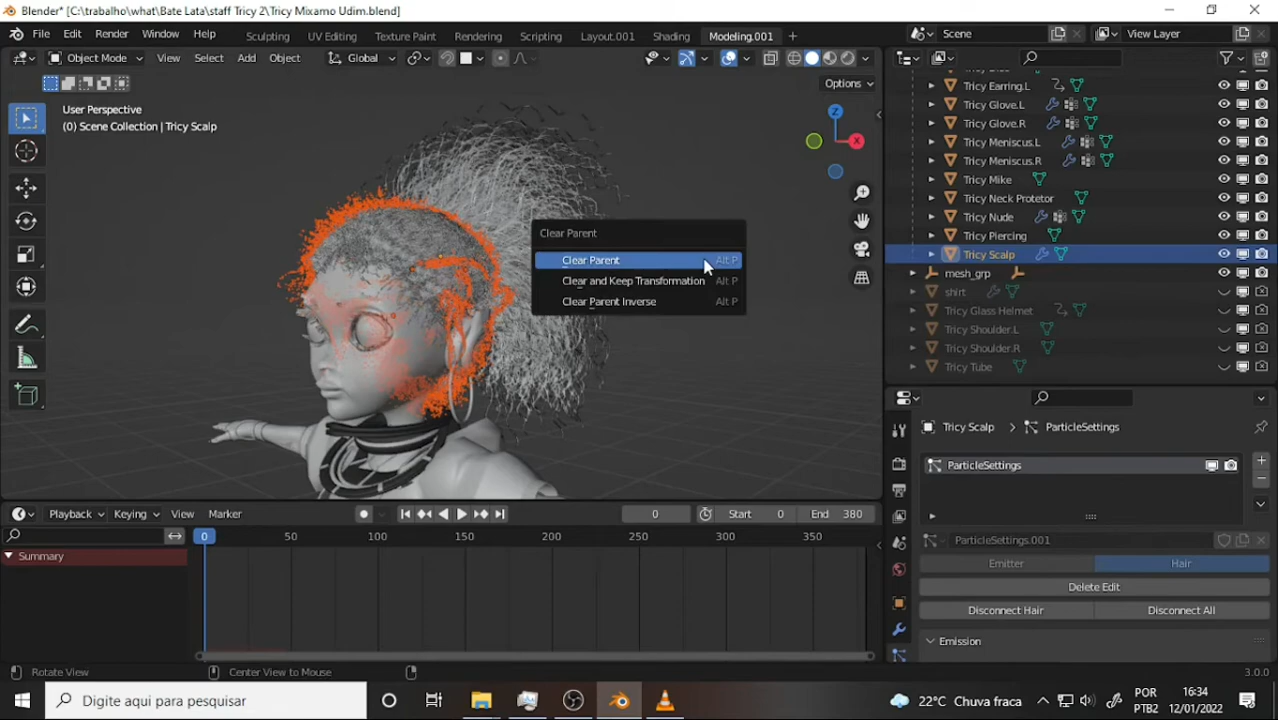 Blender* [C:\trabalho\what\Bate Lata\staff Tricy 2\Tricy Mixamo Udim.blend]
File Edit Render Window Help Sculpting UV Editing Texture Paint Rendering Scripting Layout.001 Shading Modeling.001 Scene View Layer
Object Mode View Select Add Object Global
Options
User Perspective
(0) Scene Collection | Tricy Scalp
Z
X
Clear Parent
Clear Parent Alt P
Clear and Keep Transformation Alt P
Clear Parent Inverse Alt P
Tricy Earring.L
Tricy Glove.L
Tricy Glove.R
Tricy Meniscus.L
Tricy Meniscus.R
Tricy Mike
Tricy Neck Protetor
Tricy Nude
Tricy Piercing
Tricy Scalp
mesh_grp
shirt
Tricy Glass Helmet
Tricy Shoulder.L
Tricy Shoulder.R
Tricy Tube
Tricy Scalp > ParticleSettings
ParticleSettings
ParticleSettings.001
Emitter Hair
Delete Edit
Disconnect Hair Disconnect All
Emission
Playback Keying View Marker 0 Start 0 End 380
0 50 100 150 200 250 300 350
Summary
Rotate View Center View to Mouse 3.0.0
Digite aqui para pesquisar
22°C Chuva fraca
POR
PTB2
16:34
12/01/2022